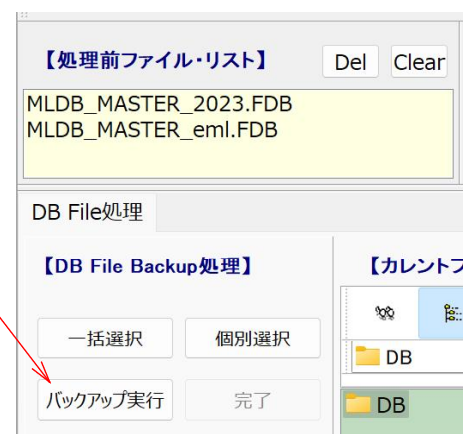 【処理前ファイル・リスト】 Del Clear
MLDB_MASTER_2023.FDB
MLDB_MASTER_eml.FDB
DB File処理
【DB File Backup処理】 【カレントフ
一括選択 個別選択
DB
バックアップ実行 完了 DB